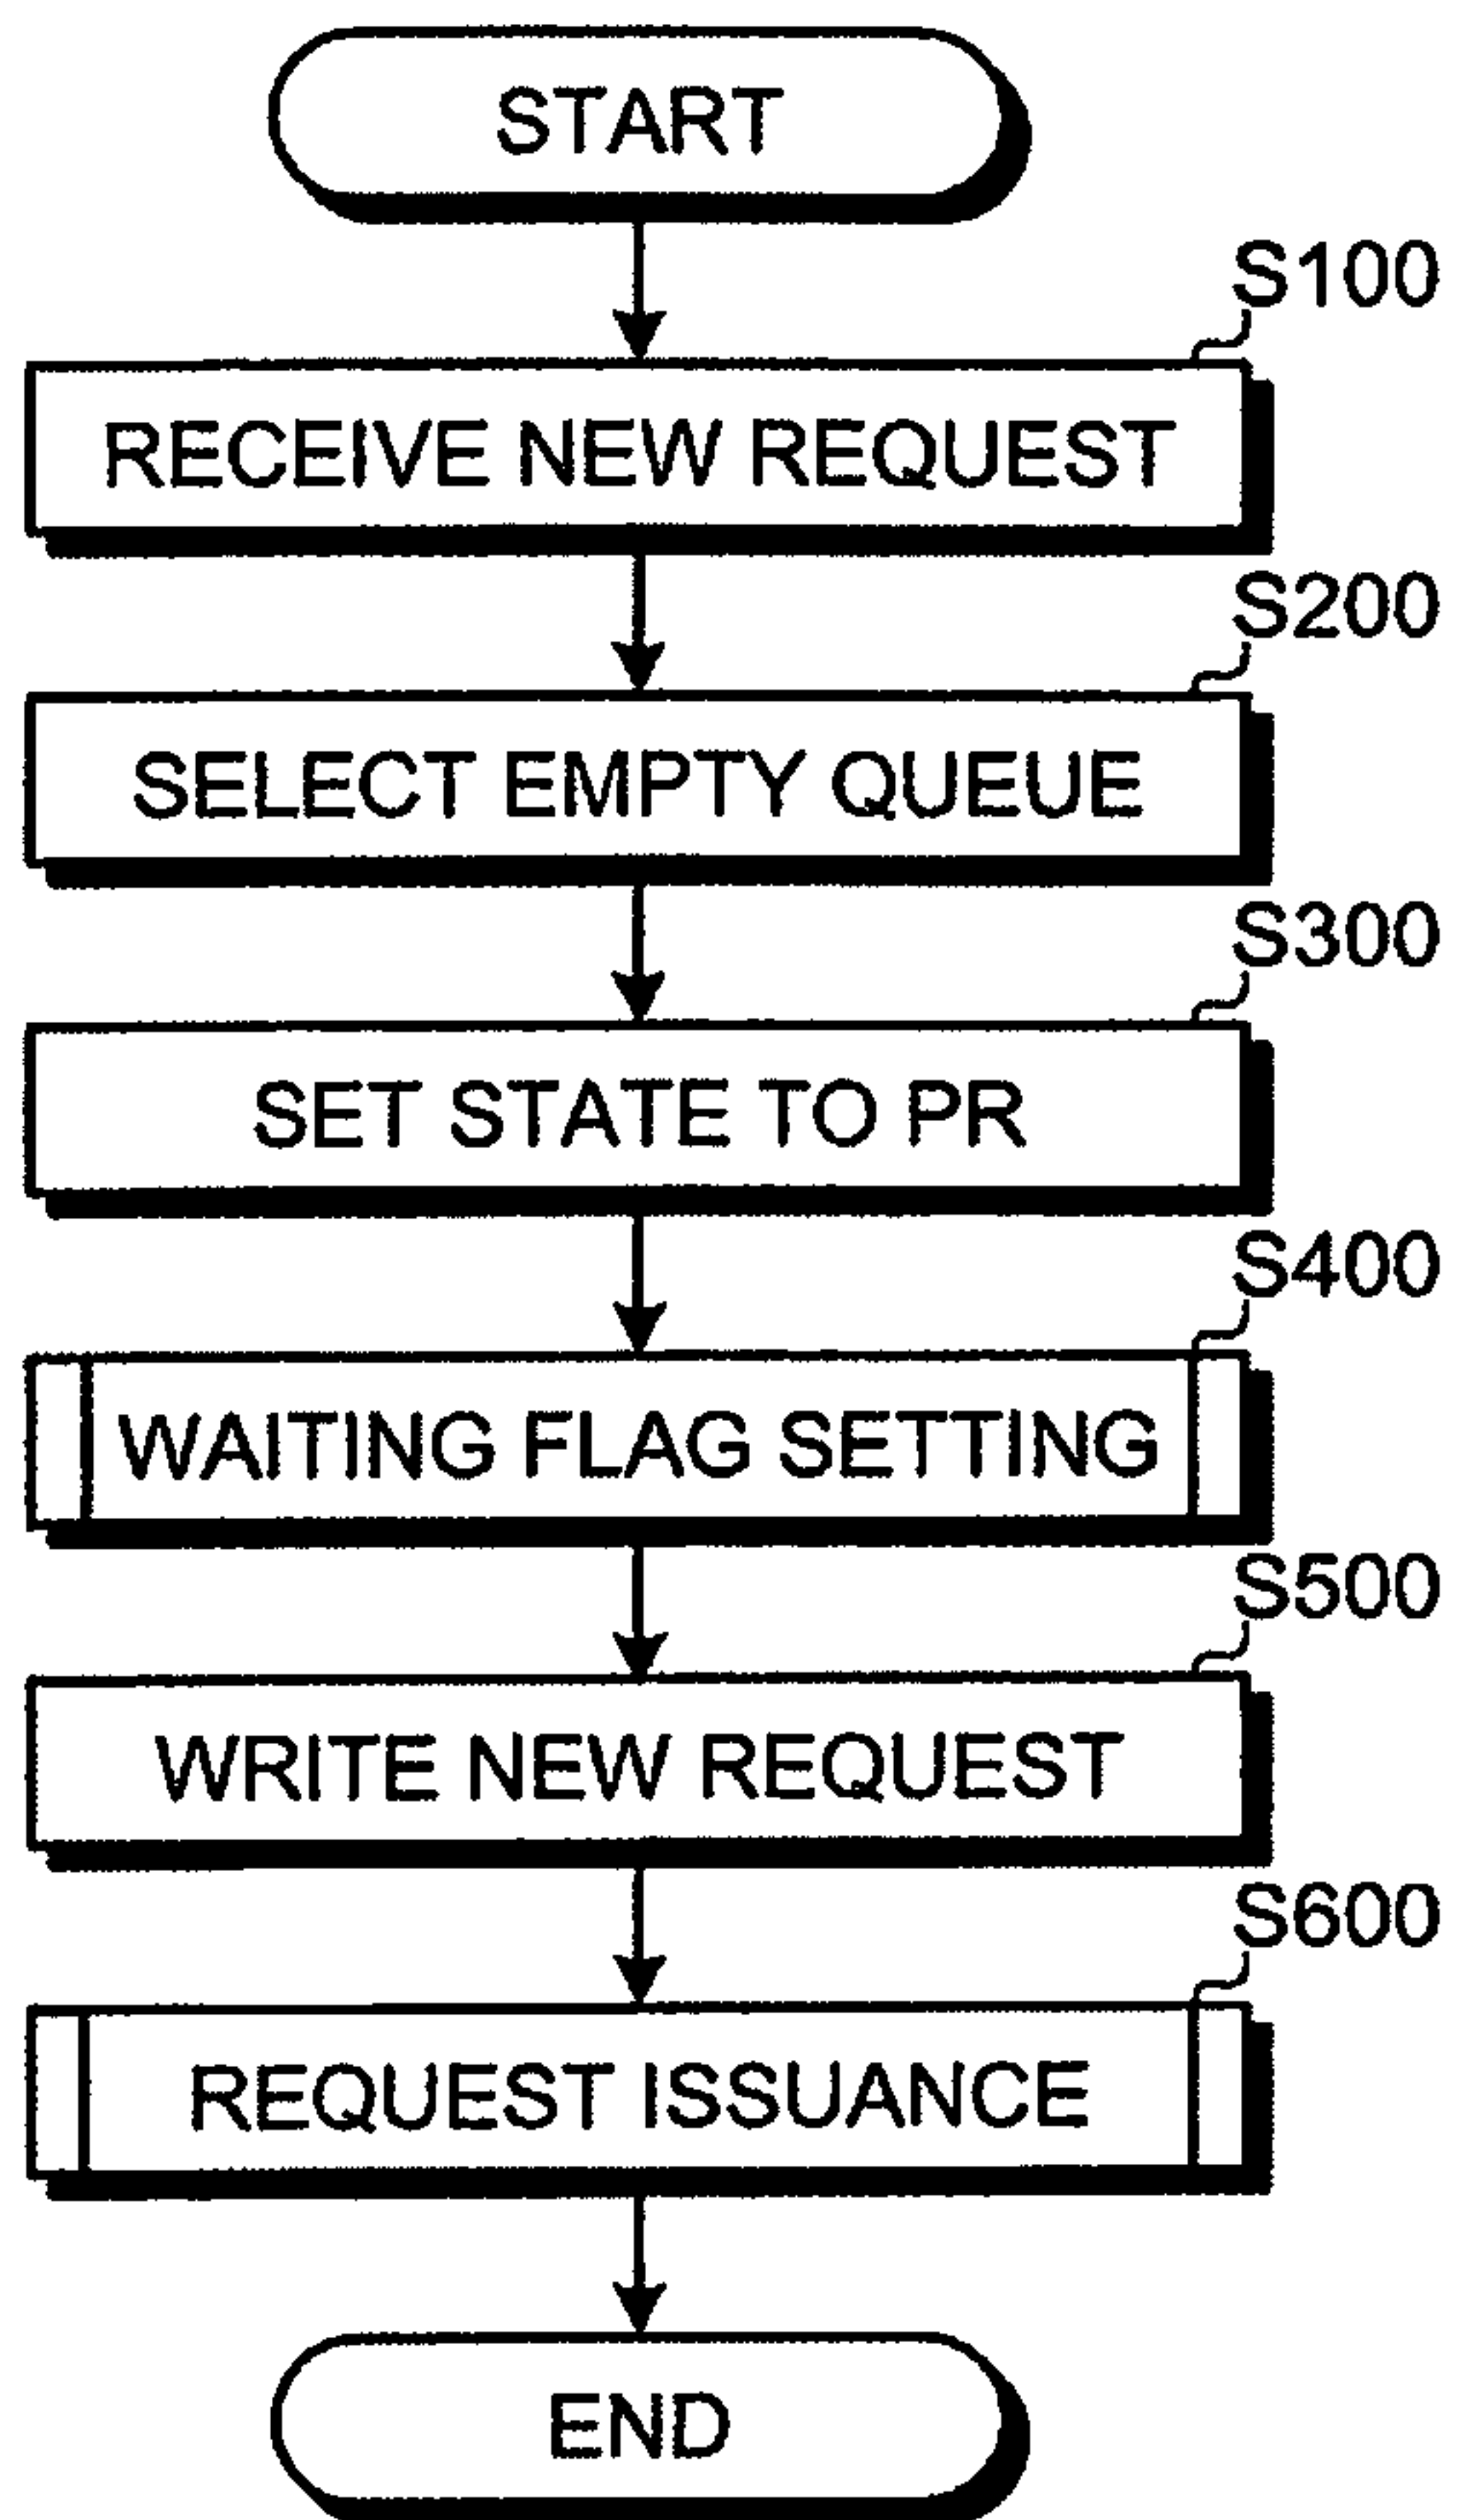 START
S100
RECEIVE NEW REQUEST
S200
SELECT EMPTY QUEUE
S300
SET STATE TO PR
S400
WAITING FLAG SETTING
S500
WRITE NEW REQUEST
S600
REQUEST ISSUANCE
END